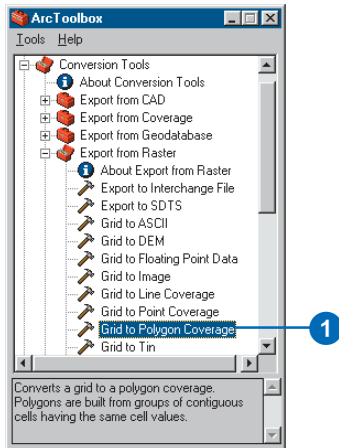 ArcToolbox
Tools Help
Conversion Tools
About Conversion Tools
Export from CAD
Export from Coverage
Export from Geodatabase
Export from Raster
About Export from Raster
Export to Interchange File
Export to SDTS
Grid to ASCII
Grid to DEM
Grid to Floating Point Data
Grid to Image
Grid to Line Coverage
Grid to Point Coverage
Grid to Polygon Coverage
1
Grid to Tin
Converts a grid to a polygon coverage.
Polygons are built from groups of contiguous
cells having the same cell values.